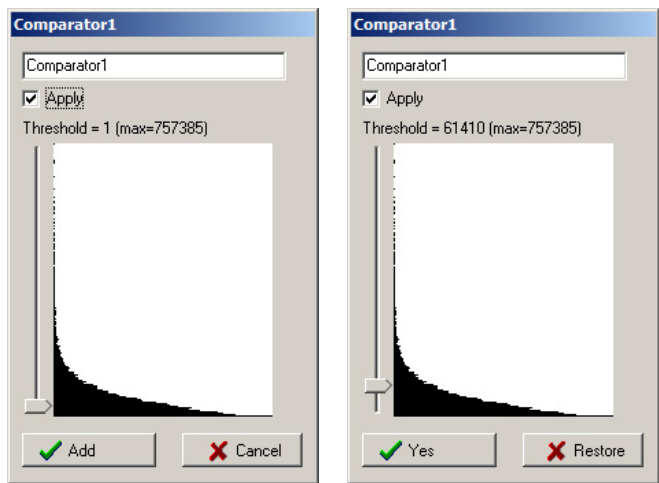 Comparator1
Comparator1
Apply
Threshold = 1 (max=757385)
Add
Cancel
Comparator1
Comparator1
Apply
Threshold = 61410 (max=757385)
Yes
Restore